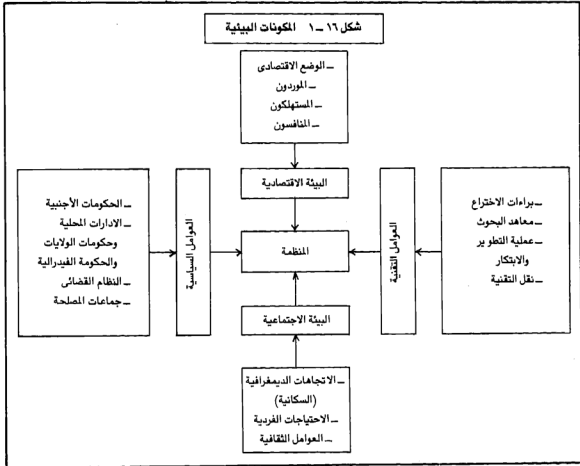 شكل ١٦ – ١ المكونات البيئية
– الوضع الاقتصادى
– الموردون
– المستهلكون
– المنافسون
البيئة الاقتصادية
– براءات الاختراع
– معاهد البحوث
– عملية التطوير
والابتكار
– نقل التقنية
العوامل التقنية
المنظمة
العوامل السياسية
– الحكومات الأجنبية
– الادارات المحلية
وحكومات الولايات
والحكومة الفيدرالية
– النظام القضائى
– جماعات المصلحة
البيئة الاجتماعية
– الاتجاهات الديمغرافية
(السكانية)
– الاحتياجات الفردية
– العوامل الثقافية